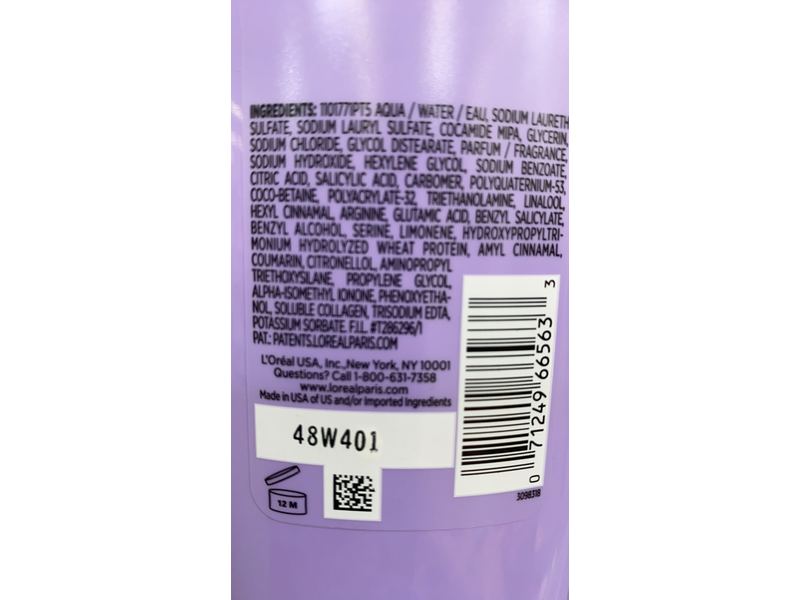 INGREDIENTS: 1101771PT5 AQUA / WATER / EAU, SODIUM LAURETH
SULFATE, SODIUM LAURYL SULFATE, COCAMIDE MIPA, GLYCERIN,
SODIUM CHLORIDE, GLYCOL DISTEARATE, PARFUM / FRAGRANCE,
SODIUM HYDROXIDE, HEXYLENE GLYCOL, SODIUM BENZOATE,
CITRIC ACID, SALICYLIC ACID, CARBOMER, POLYQUATERNIUM-53,
COCO-BETAINE, POLYACRYLATE-32, TRIETHANOLAMINE, LINALOOL,
HEXYL CINNAMAL, ARGININE, GLUTAMIC ACID, BENZYL SALICYLATE,
BENZYL ALCOHOL, SERINE, LIMONENE, HYDROXYPROPYLTRI-
MONIUM HYDROLYZED WHEAT PROTEIN, AMYL CINNAMAL,
COUMARIN, CITRONELLOL, AMINOPROPYL
TRIETHOXYSILANE, PROPYLENE GLYCOL,
ALPHA-ISOMETHYL IONONE, PHENOXYETHA-
NOL, SOLUBLE COLLAGEN, TRISODIUM EDTA,
POTASSIUM SORBATE. F.I.L. #T286296/1
PAT.: PATENTS.LOREALPARIS.COM
L'Oréal USA, Inc., New York, NY 10001
Questions? Call 1-800-631-7358
www.lorealparis.com
Made in USA of US and/or Imported Ingredients
48W401
12 M
0 71249 66563 3
3098318